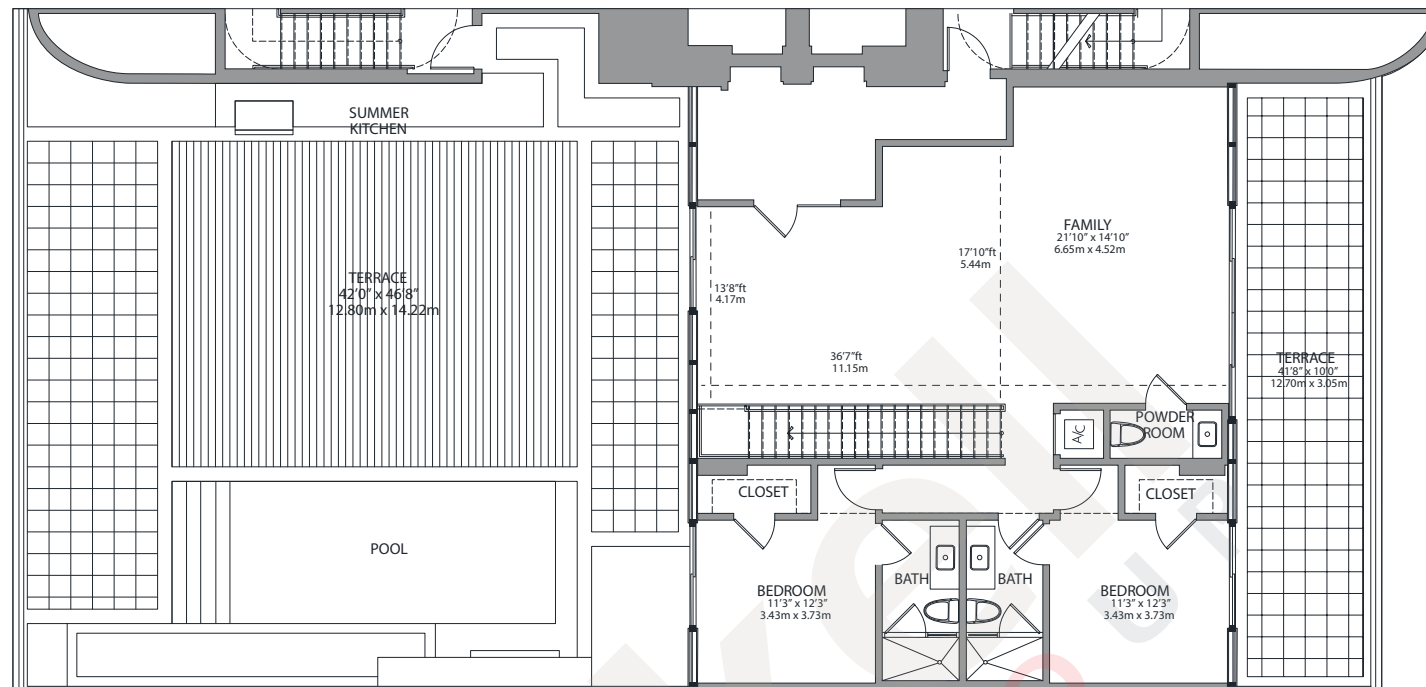 SUMMER
KITCHEN
TERRACE
42'0" x 46'8"
12.80m x 14.22m
POOL
13'8"ft
4.17m
17'10"ft
5.44m
36'7"ft
11.15m
FAMILY
21'10" x 14'10"
6.65m x 4.52m
TERRACE
41'8" x 10'0"
12.70m x 3.05m
A/C
POWDER
ROOM
CLOSET
CLOSET
BEDROOM
11'3" x 12'3"
3.43m x 3.73m
BATH
BATH
BEDROOM
11'3" x 12'3"
3.43m x 3.73m